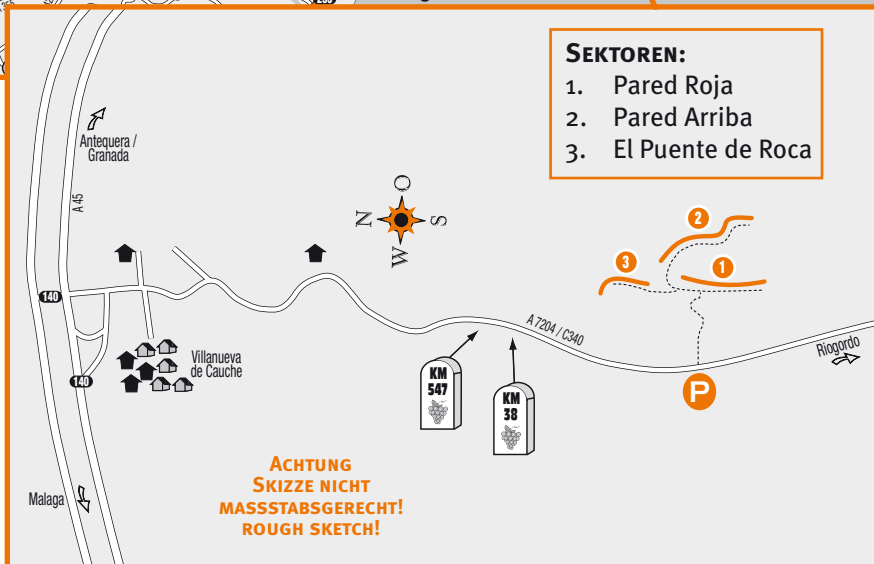 SEKTOREN:
1. Pared Roja
2. Pared Arriba
3. El Puente de Roca
Antequera /
Granada
A 45
O
N
S
W
2
3
1
140
A 7204 / C340
Riogordo
Villanueva
de Cauche
140
KM
547
KM
38
P
ACHTUNG
SKIZZE NICHT
MASSSTABSGERECHT!
ROUGH SKETCH!
Malaga